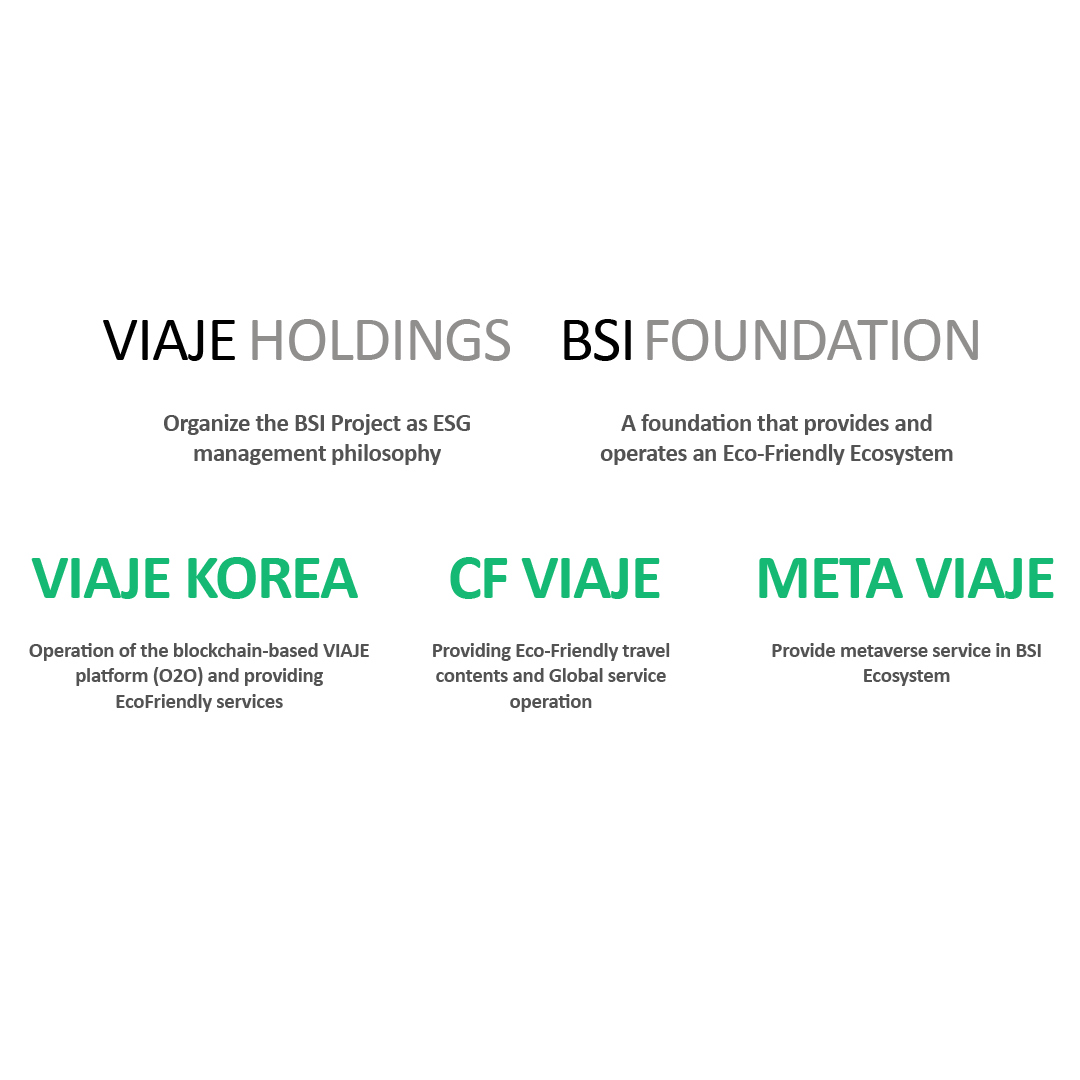 VIAJE HOLDINGS
Organize the BSI Project as ESG
management philosophy
BSI FOUNDATION
A foundation that provides and
operates an Eco-Friendly Ecosystem
VIAJE KOREA
Operation of the blockchain-based VIAJE
platform (O2O) and providing
EcoFriendly services
CF VIAJE
Providing Eco-Friendly travel
contents and Global service
operation
META VIAJE
Provide metaverse service in BSI
Ecosystem